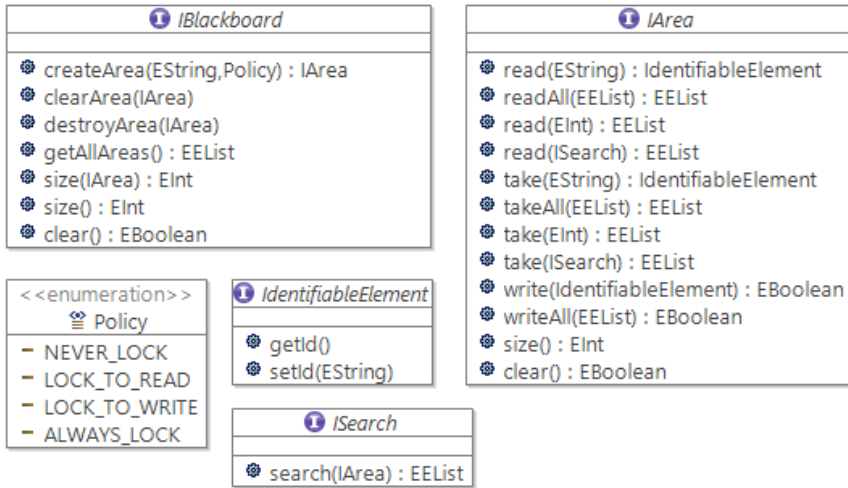 IBlackboard
createArea(EString,Policy) : IArea
clearArea(IArea)
destroyArea(IArea)
getAllAreas() : EEList
size(IArea) : EInt
size() : EInt
clear() : EBoolean
IArea
read(EString) : IdentifiableElement
readAll(EEList) : EEList
read(EInt) : EEList
read(ISearch) : EEList
take(EString) : IdentifiableElement
takeAll(EEList) : EEList
take(EInt) : EEList
take(ISearch) : EEList
write(IdentifiableElement) : EBoolean
writeAll(EEList) : EBoolean
size() : EInt
clear() : EBoolean
<<enumeration>>
Policy
NEVER_LOCK
LOCK_TO_READ
LOCK_TO_WRITE
ALWAYS_LOCK
IdentifiableElement
getId()
setId(EString)
ISearch
search(IArea) : EEList